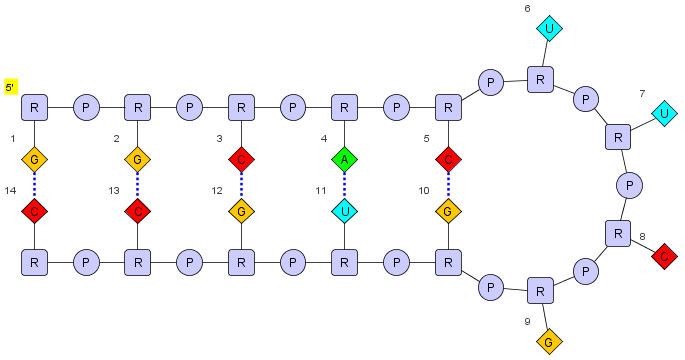 6
U
5'
P R P 7
R P R P R P R P R R U
1 2 3 4 5
G G C A C
P
14 13 12 11 10
C C G U G
R 8
C
R P R P R P R P R P
P R
9
G